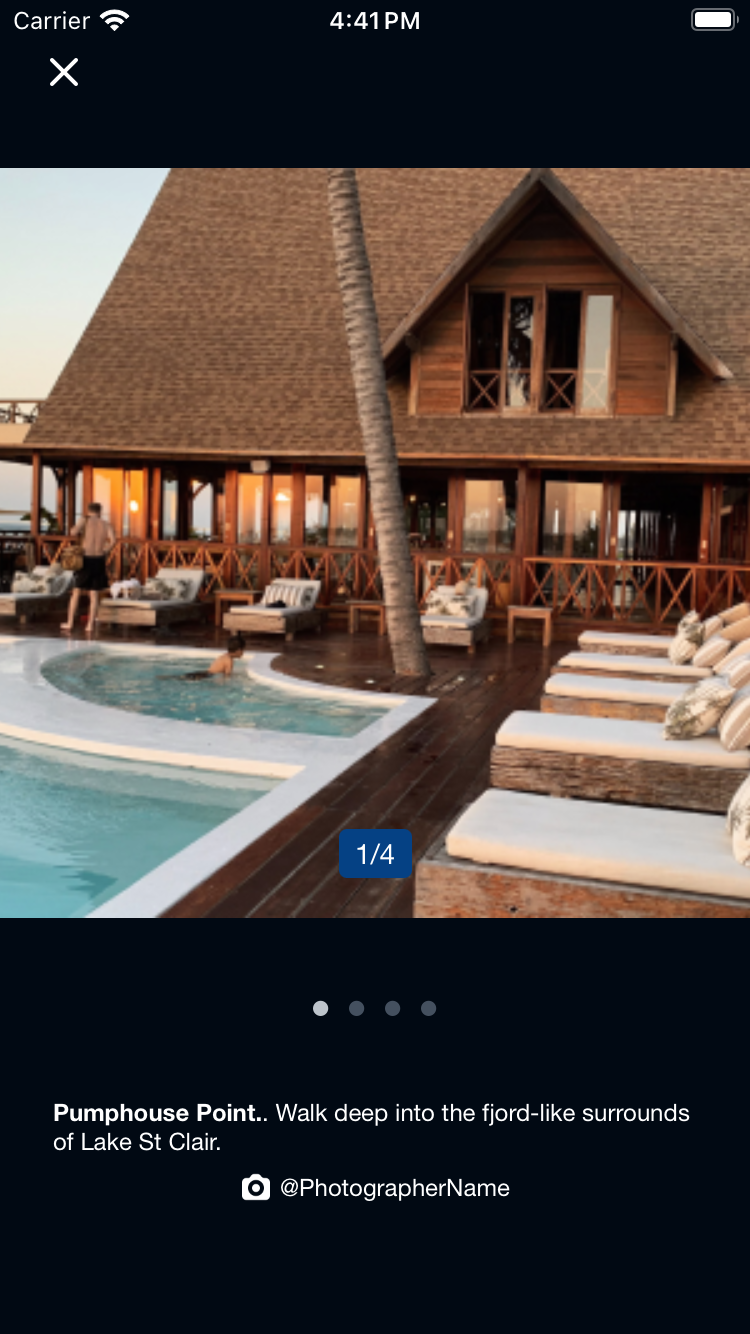 Carrier 4:41 PM
1/4
Pumphouse Point.. Walk deep into the fjord-like surrounds
of Lake St Clair.
@PhotographerName